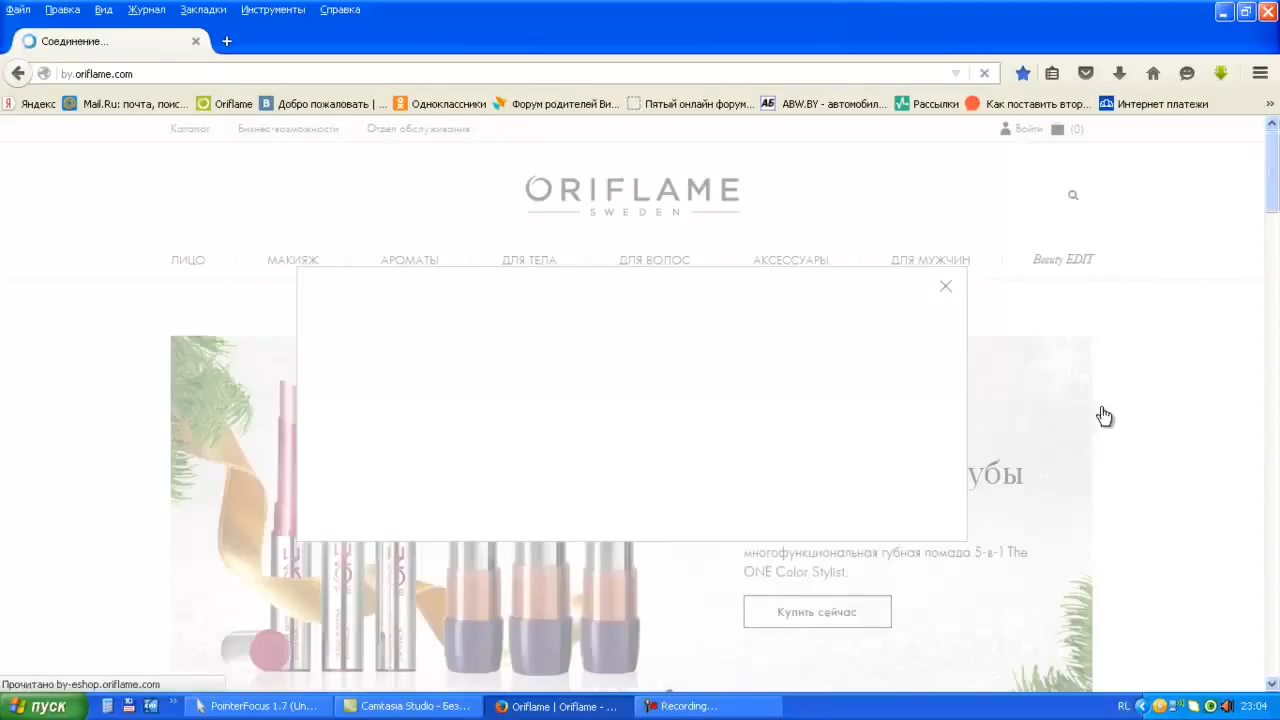 Файл Правка Вид Журнал Закладки Инструменты Справка
Соединение...
by.oriflame.com
Яндекс Mail.Ru: почта, поис... Oriflame Добро пожаловать | ... Одноклассники Форум родителей Ви... Пятый онлайн форум,... ABW.BY - автомобил... Рассылки Как поставить втор... Интернет платежи
Каталог Бизнес-возможности Отдел обслуживания Войти (0)
ORIFLAME
SWEDEN
ЛИЦО МАКИЯЖ АРОМАТЫ ДЛЯ ТЕЛА ДЛЯ ВОЛОС АКСЕССУАРЫ ДЛЯ МУЖЧИН Beauty EDIT
убы
многофункциональная губная помада 5-в-1 The
ONE Color Stylist.
Купить сейчас
Прочитано by-eshop.oriflame.com
пуск PointerFocus 1.7 (Un... Camtasia Studio - Без... Oriflame | Oriflame - ... Recording... RL 23:04